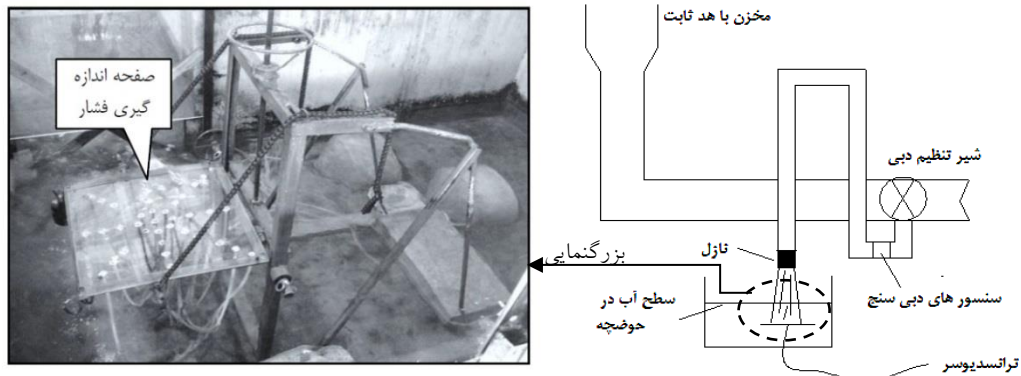 صفحه اندازه
گیری فشار
مخزن با هد ثابت
شیر تنظیم دبی
نازل
بزرگنمایی
سطح آب در
حوضچه
سنسور های دبی سنج
ترانسدیوسر